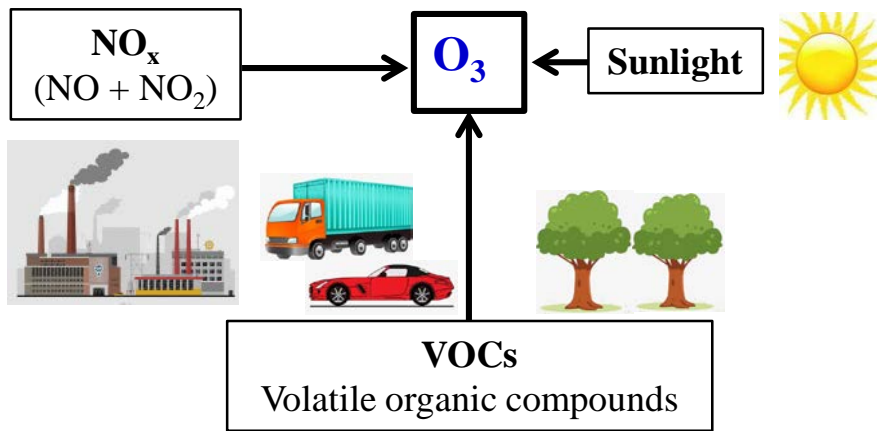 NOₓ
(NO + NO₂)
O₃
Sunlight
VOCs
Volatile organic compounds